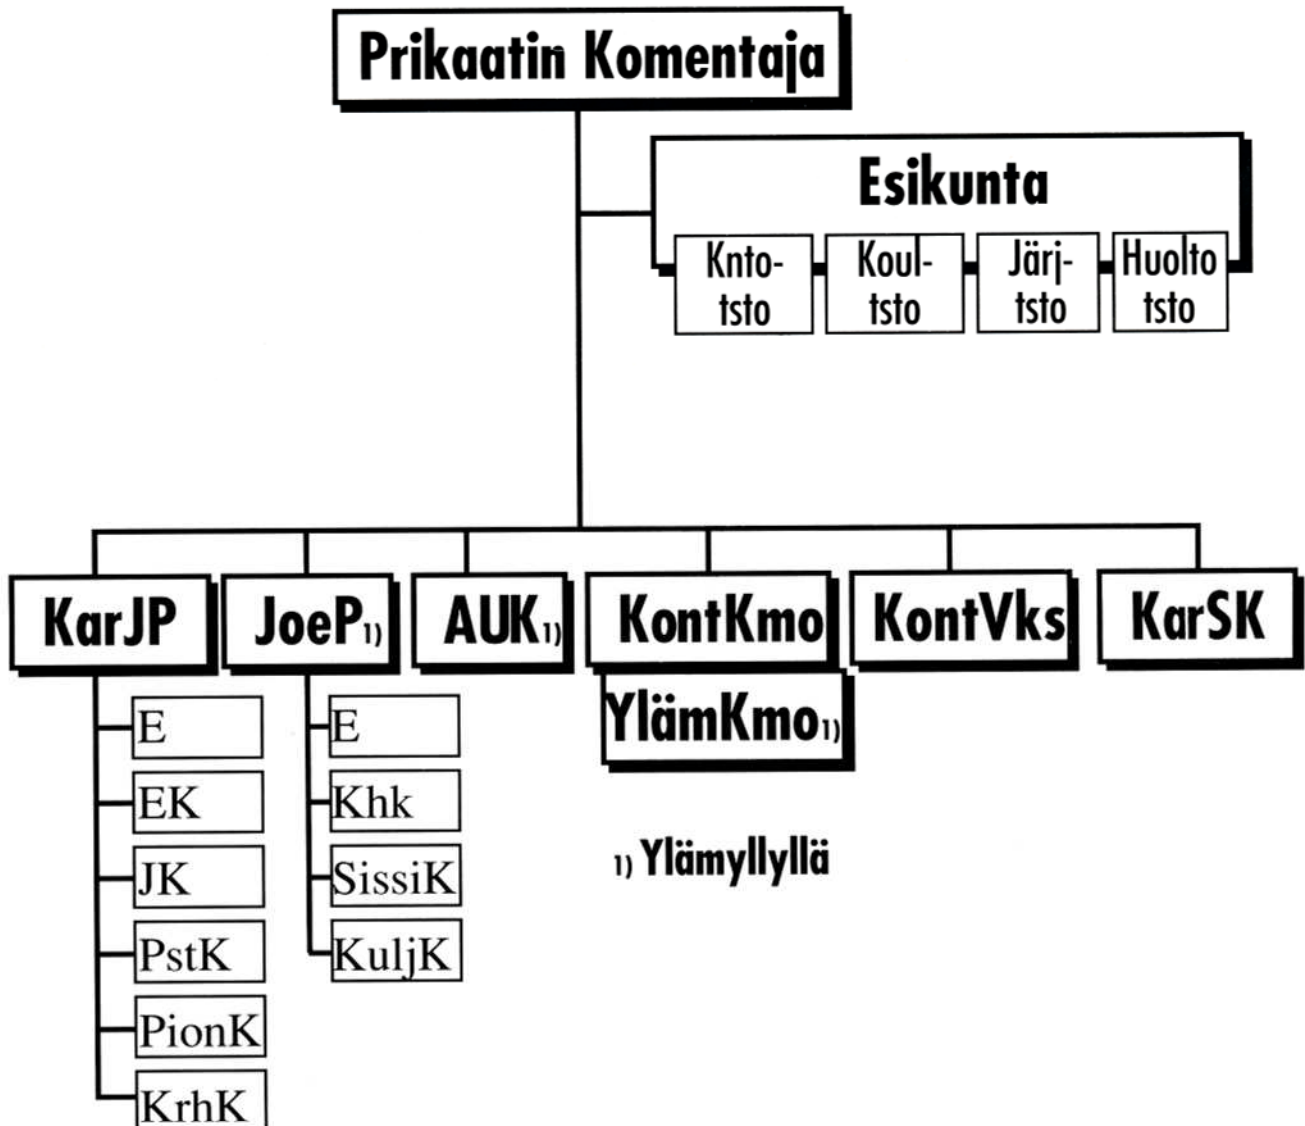 Prikaatin Komentaja
Esikunta
Knto-
tsto
Koul-
tsto
Järj-
tsto
Huolto
tsto
KarJP
JoeP1)
AUK1)
KontKmo
KontVks
KarSK
YlämKmo1)
E
EK
JK
PstK
PionK
KrhK
E
Khk
SissiK
KuljK
1) Ylämyllyllä